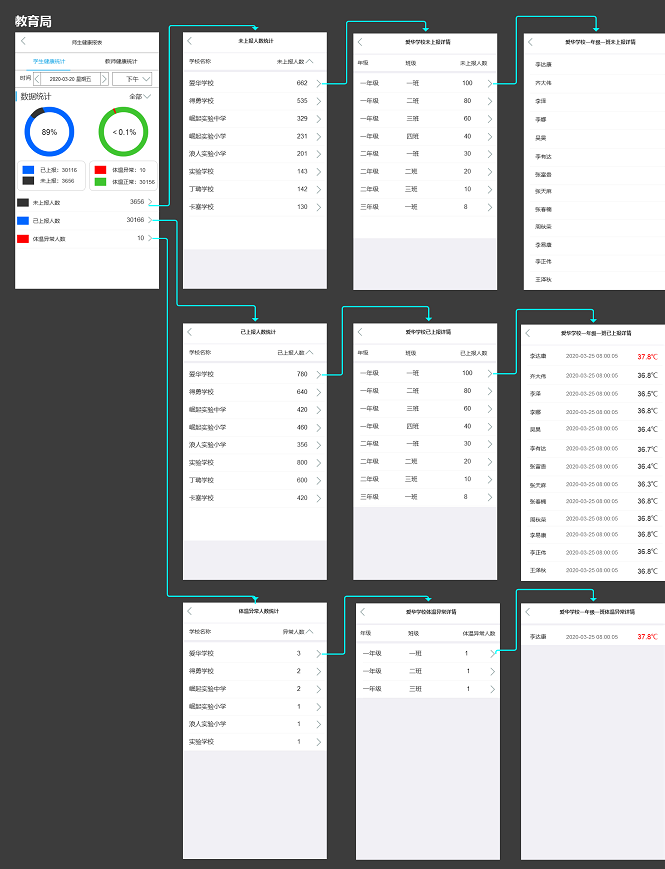 教育局
师生健康报表
学生健康统计 教师健康统计
时间 2020-03-20 星期五 下午
数据统计 全部
89% <0.1%
已上报: 30116
未上报: 3656
体温异常: 10
体温正常: 30156
未上报人数 3656
已上报人数 30166
体温异常人数 10
未上报人数统计
学校名称 未上报人数
爱华学校 662
得勇学校 535
崛起实验中学 329
崛起实验小学 231
浪人实验小学 201
实验学校 143
丁聘学校 142
卡塞学校 130
爱华学校未上报详情
年级 班级 未上报人数
一年级 一班 100
一年级 二班 80
一年级 三班 60
一年级 四班 40
二年级 一班 30
二年级 二班 20
二年级 三班 10
三年级 一班 8
爱华学校一年级一班未上报详情
李达康
齐大伟
李泽
李娜
吴昊
李有达
张富贵
张天麻
张春楠
周秋荣
李易康
李正伟
王泽秋
已上报人数统计
学校名称 已上报人数
爱华学校 780
得勇学校 640
崛起实验中学 420
崛起实验小学 460
浪人实验小学 356
实验学校 800
丁聘学校 600
卡塞学校 420
爱华学校已上报详情
年级 班级 已上报人数
一年级 一班 100
一年级 二班 80
一年级 三班 60
一年级 四班 40
二年级 一班 30
二年级 二班 20
二年级 三班 10
三年级 一班 8
爱华学校一年级一班已上报详情
李达康 2020-03-25 08:00:05 37.8℃
齐大伟 2020-03-25 08:00:05 36.8℃
李泽 2020-03-25 08:00:05 36.5℃
李娜 2020-03-25 08:00:05 36.8℃
吴昊 2020-03-25 08:00:05 36.4℃
李有达 2020-03-25 08:00:05 36.7℃
张富贵 2020-03-25 08:00:05 36.4℃
张天麻 2020-03-25 08:00:05 36.3℃
张春楠 2020-03-25 08:00:05 36.8℃
周秋荣 2020-03-25 08:00:05 36.8℃
李易康 2020-03-25 08:00:05 36.3℃
李正伟 2020-03-25 08:00:05 36.8℃
王泽秋 2020-03-25 08:00:05 36.8℃
体温异常人数统计
学校名称 异常人数
爱华学校 3
得勇学校 2
崛起实验中学 2
崛起实验小学 1
浪人实验小学 1
实验学校 1
爱华学校体温异常详情
年级 班级 体温异常人数
一年级 一班 1
一年级 二班 1
一年级 三班 1
爱华学校一年级一班体温异常详情
李达康 2020-03-25 08:00:05 37.8℃